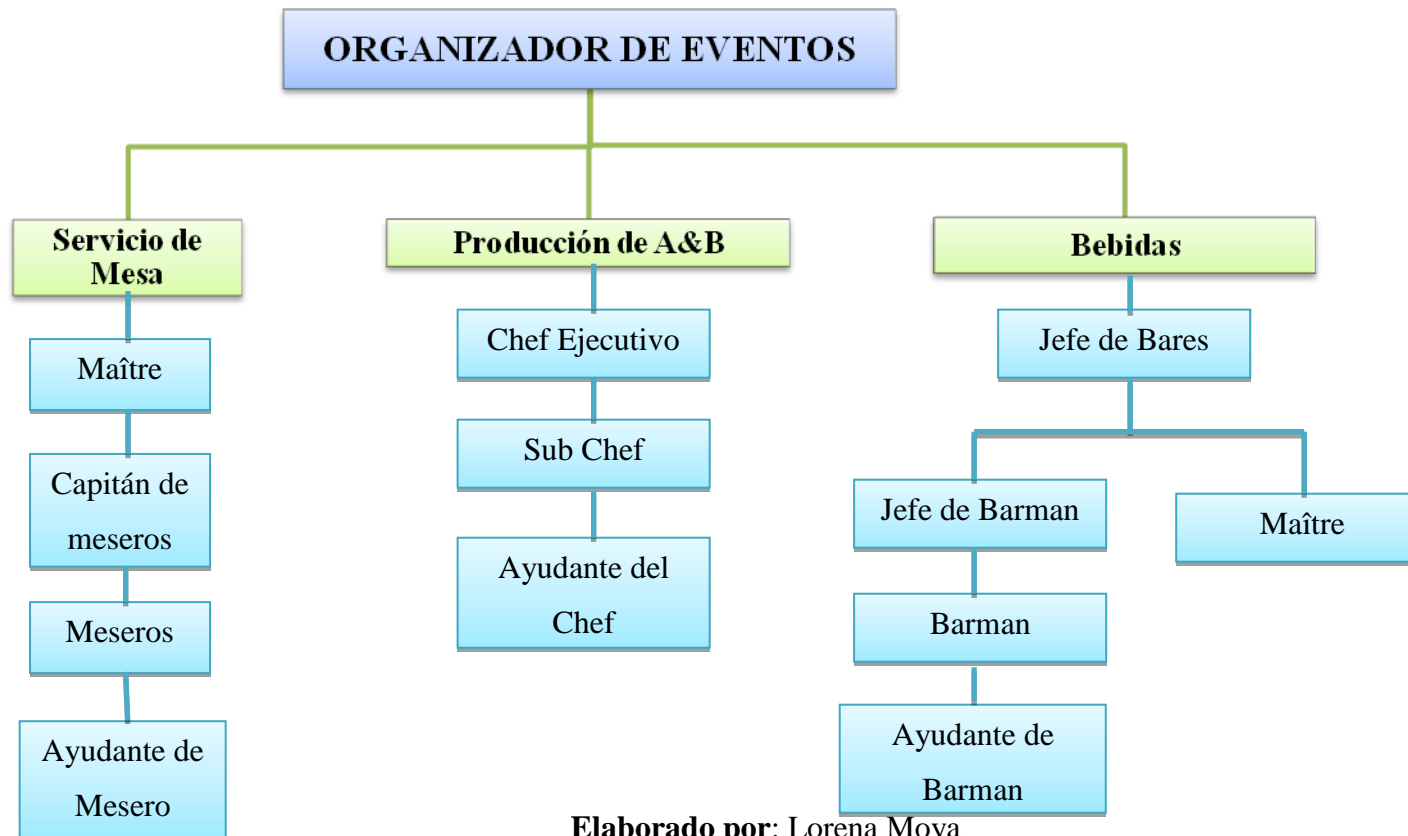 ORGANIZADOR DE EVENTOS
Servicio de
Mesa
Maître
Capitán de
meseros
Meseros
Ayudante de
Mesero
Producción de A&B
Chef Ejecutivo
Sub Chef
Ayudante del
Chef
Bebidas
Jefe de Bares
Jefe de Barman
Barman
Ayudante de
Barman
Maître
Elaborado por: Lorena Moya